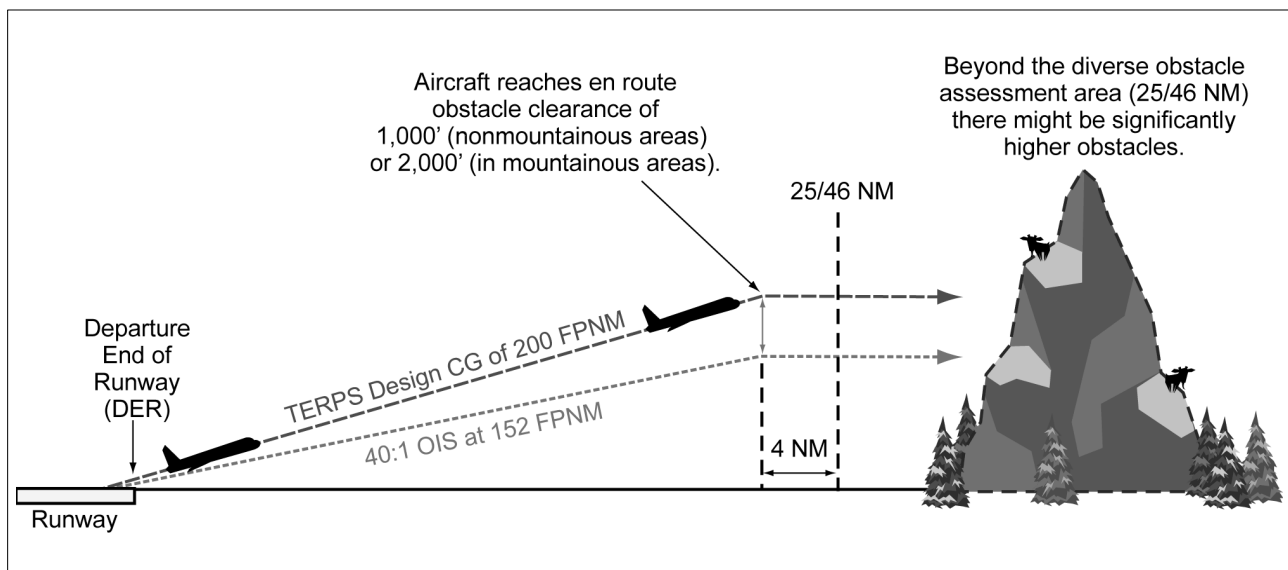 Aircraft reaches en route
obstacle clearance of
1,000’ (nonmountainous areas)
or 2,000’ (in mountainous areas).
Beyond the diverse obstacle
assessment area (25/46 NM)
there might be significantly
higher obstacles.
25/46 NM
Departure
End of
Runway
(DER)
TERPS Design CG of 200 FPNM
40:1 OIS at 152 FPNM
4 NM
Runway